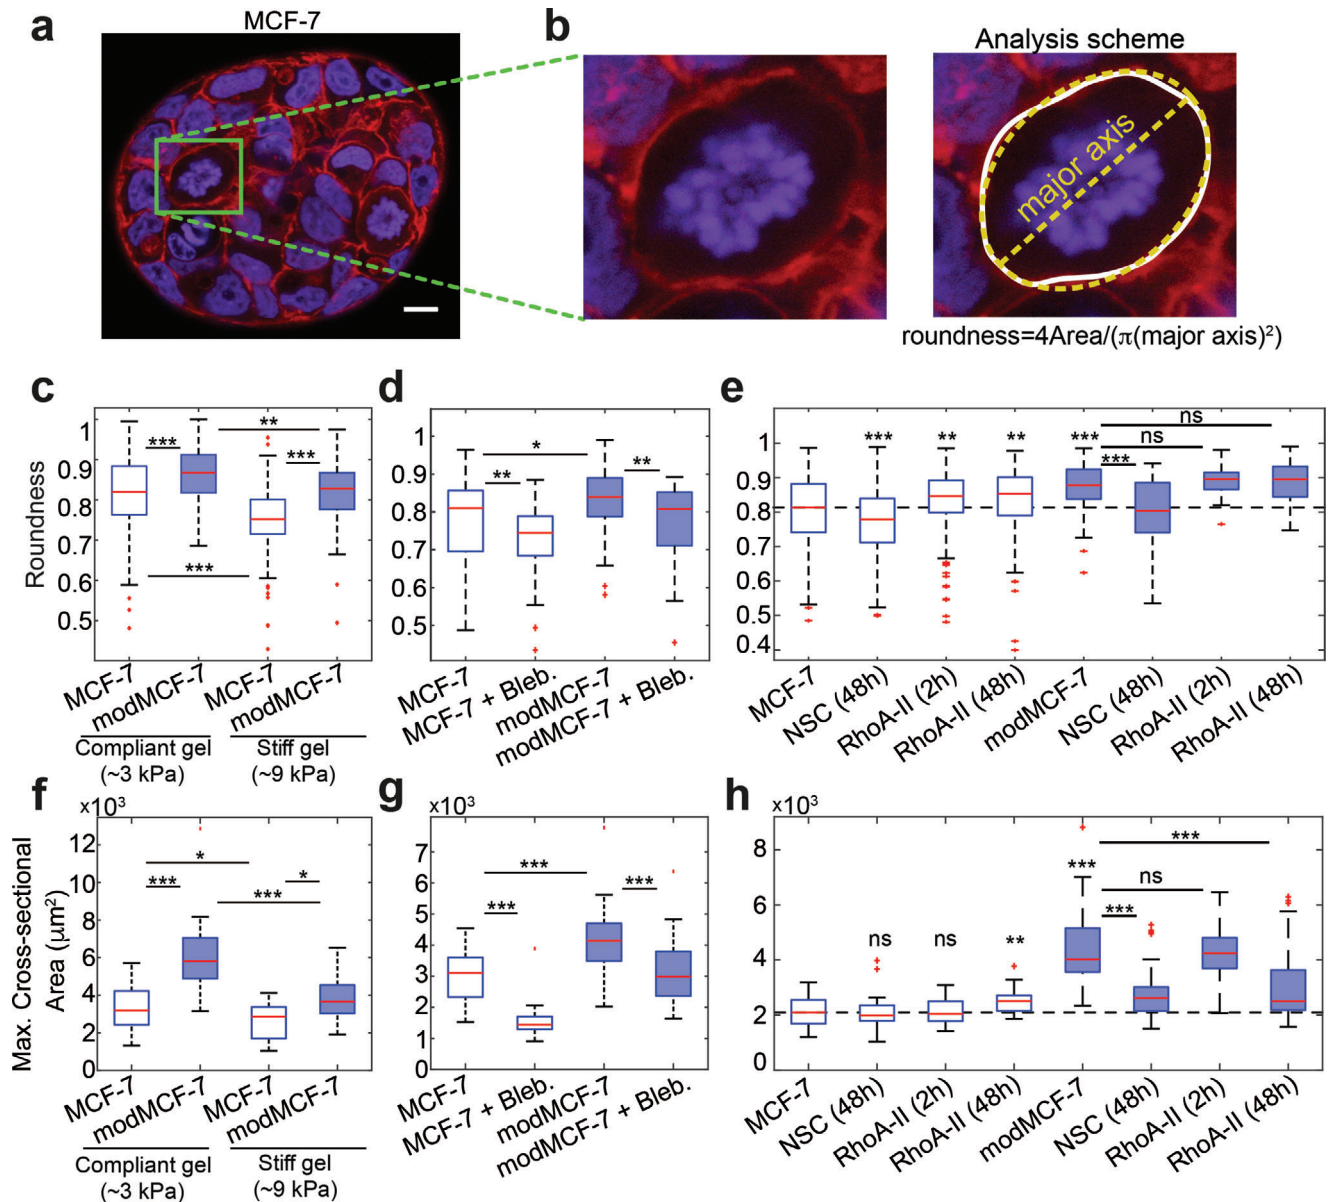 a
MCF-7
b
Analysis scheme
major axis
roundness=4Area/(π(major axis)²)
c
Roundness
1
0.9
0.8
0.7
0.6
0.5
***
**
***
***
MCF-7
modMCF-7
MCF-7
modMCF-7
Compliant gel
(~3 kPa)
Stiff gel
(~9 kPa)
d
1
0.9
0.8
0.7
0.6
0.5
*
**
**
MCF-7
MCF-7 + Bleb.
modMCF-7
modMCF-7 + Bleb.
e
1
0.9
0.8
0.7
0.6
0.5
0.4
ns
ns
***
**
**
***
***
MCF-7
NSC (48h)
RhoA-II (2h)
RhoA-II (48h)
modMCF-7
NSC (48h)
RhoA-II (2h)
RhoA-II (48h)
f
x10³
Max. Cross-sectional
Area (μm²)
12
10
8
6
4
2
0
*
***
*
***
MCF-7
modMCF-7
MCF-7
modMCF-7
Compliant gel
(~3 kPa)
Stiff gel
(~9 kPa)
g
x10³
7
6
5
4
3
2
1
0
***
***
***
MCF-7
MCF-7 + Bleb.
modMCF-7
modMCF-7 + Bleb.
h
x10³
8
6
4
2
0
***
***
ns
***
ns
ns
**
MCF-7
NSC (48h)
RhoA-II (2h)
RhoA-II (48h)
modMCF-7
NSC (48h)
RhoA-II (2h)
RhoA-II (48h)